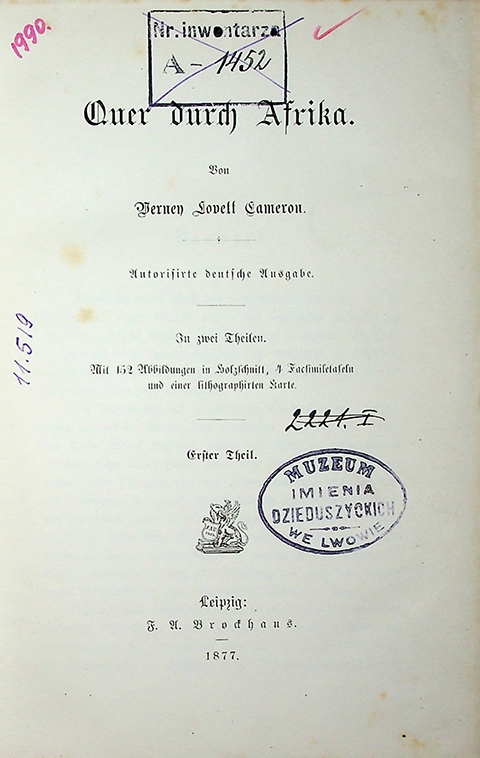 1990.
Nr. inwentarza
A – 1452
Quer durch Afrika.
Von
Verney Lovett Cameron.
Autorisirte deutsche Ausgabe.
In zwei Theilen.
Mit 152 Abbildungen in Holzschnitt, 4 Facsimiletafeln
und einer lithographirten Karte.
11.519
2221. I
Erster Theil.
MUZEUM
IMIENIA
DZIEDUSZYCKICH
WE LWOWIE
Leipzig:
F. A. Brockhaus.
1877.